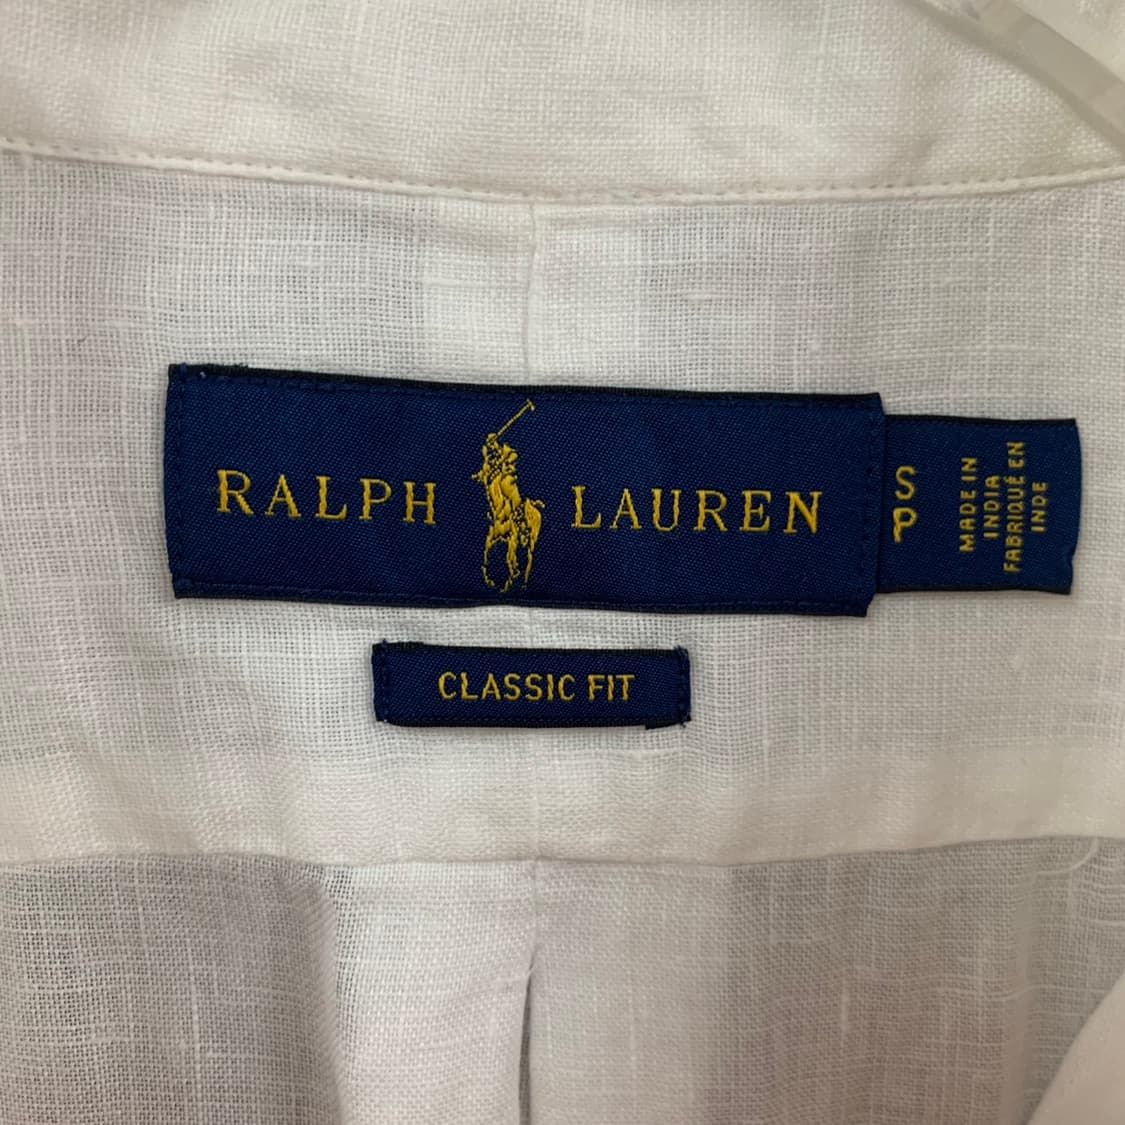 RALPH LAUREN
S
P
MADE IN
INDIA
FABRIQUÉ EN
INDE
CLASSIC FIT